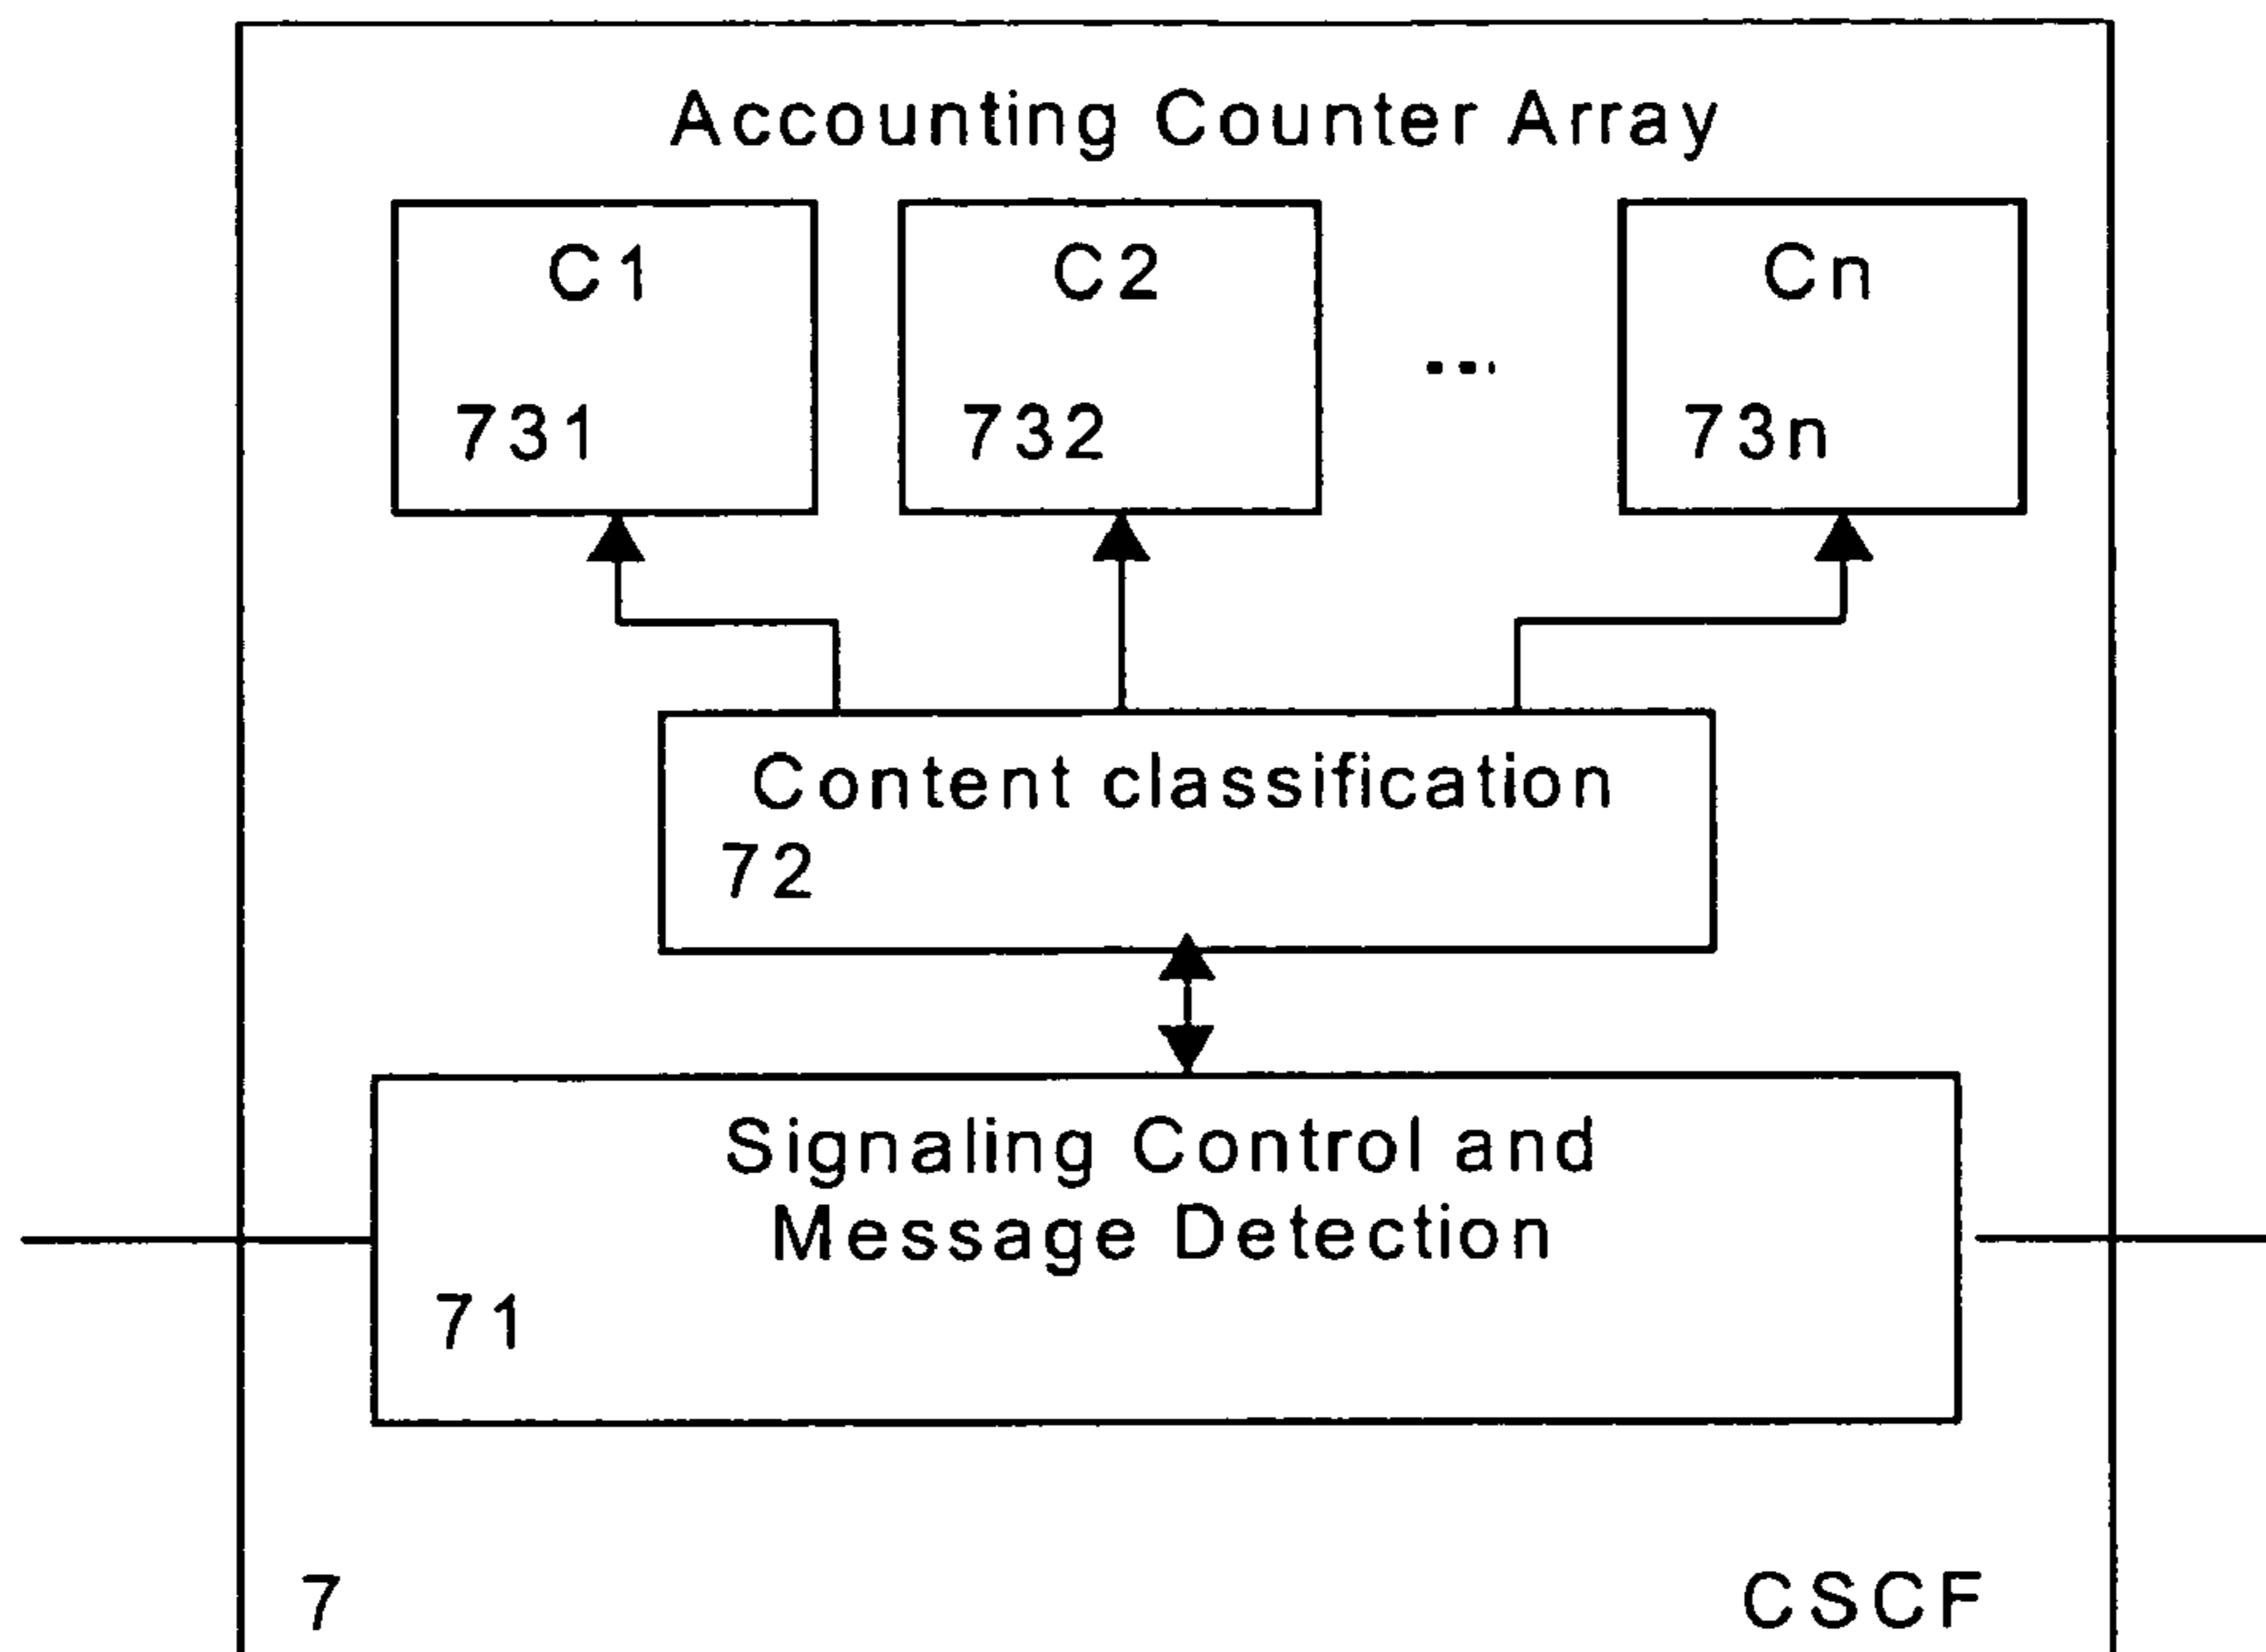 Accounting Counter Array
C1
731
C2
732
...
Cn
73n
Content classification
72
Signaling Control and
Message Detection
71
7
CSCF